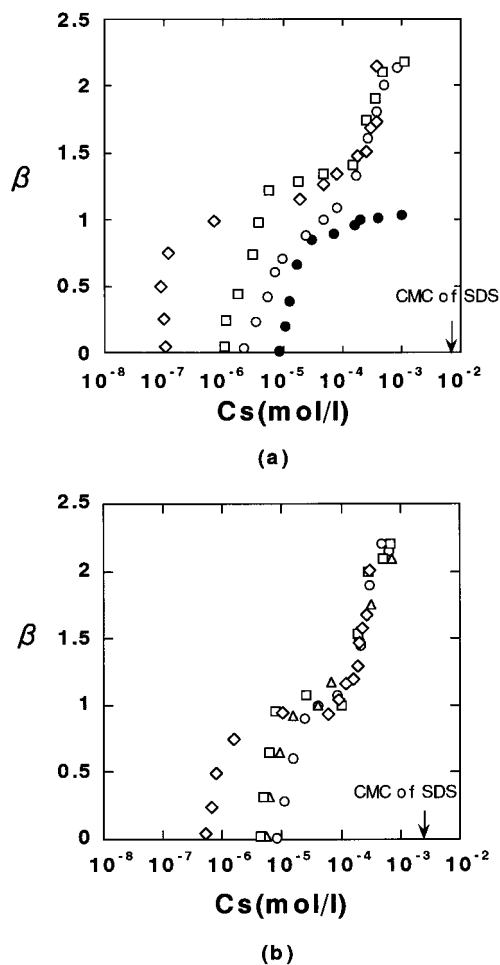 2.5
2
1.5
β
1
0.5
0
CMC of SDS
10⁻⁸ 10⁻⁷ 10⁻⁶ 10⁻⁵ 10⁻⁴ 10⁻³ 10⁻²
Cs(mol/l)
(a)
2.5
2
β
1.5
1
0.5
CMC of SDS
0
10⁻⁸ 10⁻⁷ 10⁻⁶ 10⁻⁵ 10⁻⁴ 10⁻³ 10⁻²
Cs(mol/l)
(b)